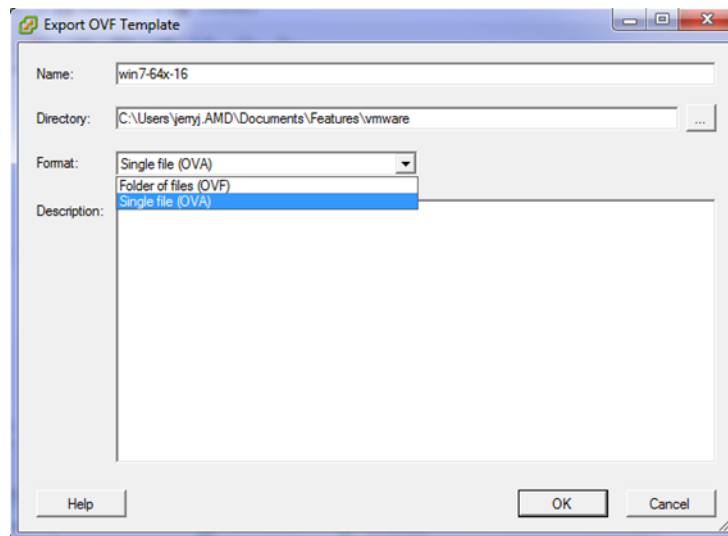 Export OVF Template
Name: win7-64x-16
Directory: C:\Users\jerryj.AMD\Documents\Features\vmware ...
Format: Single file (OVA)
Folder of files (OVF)
Single file (OVA)
Description:
Help OK Cancel